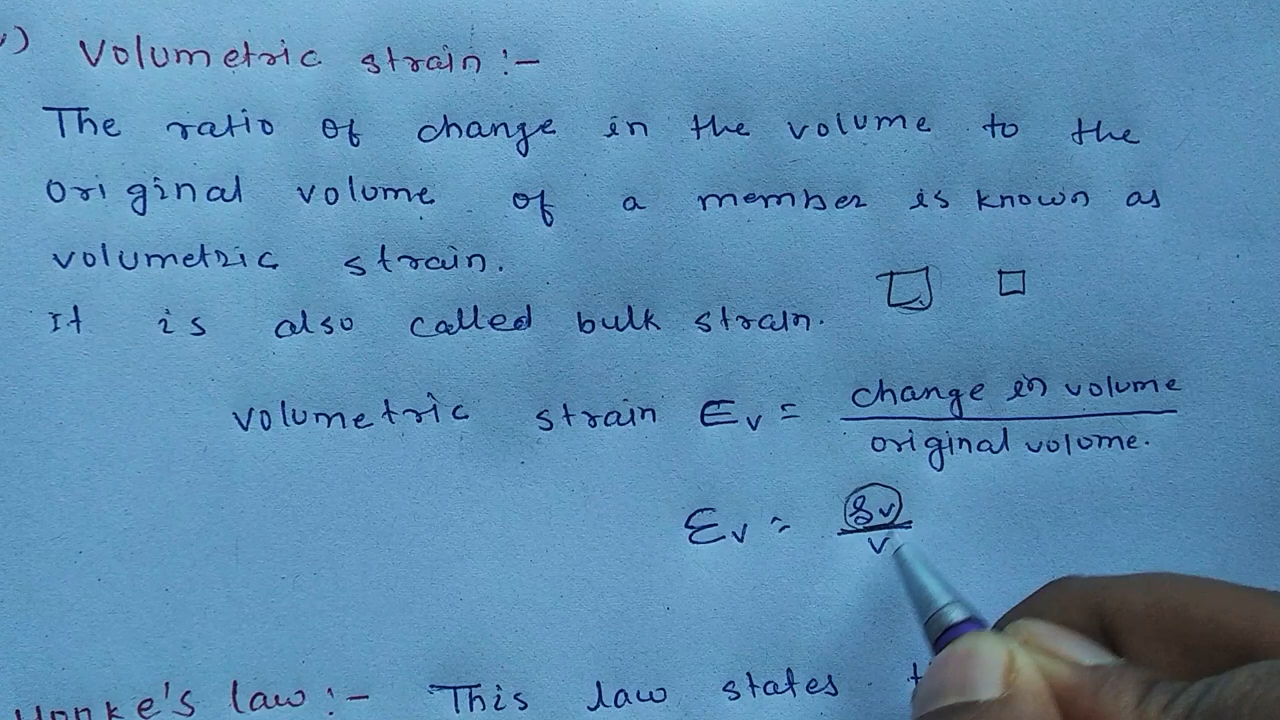 ) Volumetric strain :-
The ratio of change in the volume to the
original volume of a member is known as
volumetric strain.
It is also called bulk strain.
volumetric strain Ev = change in volume
original volume.
Ev = δv
v
Hooke's law :- This law states